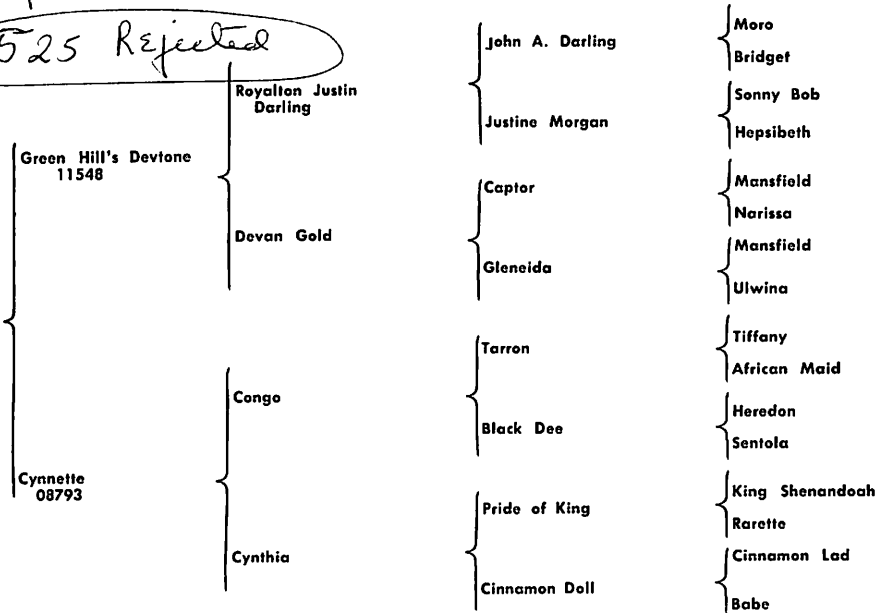 525 Rejected
Green Hill's Devtone
11548
Cynnette
08793
Royalton Justin
Darling
Devan Gold
Congo
Cynthia
John A. Darling
Justine Morgan
Captor
Gleneida
Tarron
Black Dee
Pride of King
Cinnamon Doll
Moro
Bridget
Sonny Bob
Hepsibeth
Mansfield
Narissa
Mansfield
Ulwina
Tiffany
African Maid
Heredon
Sentola
King Shenandoah
Rarette
Cinnamon Lad
Babe